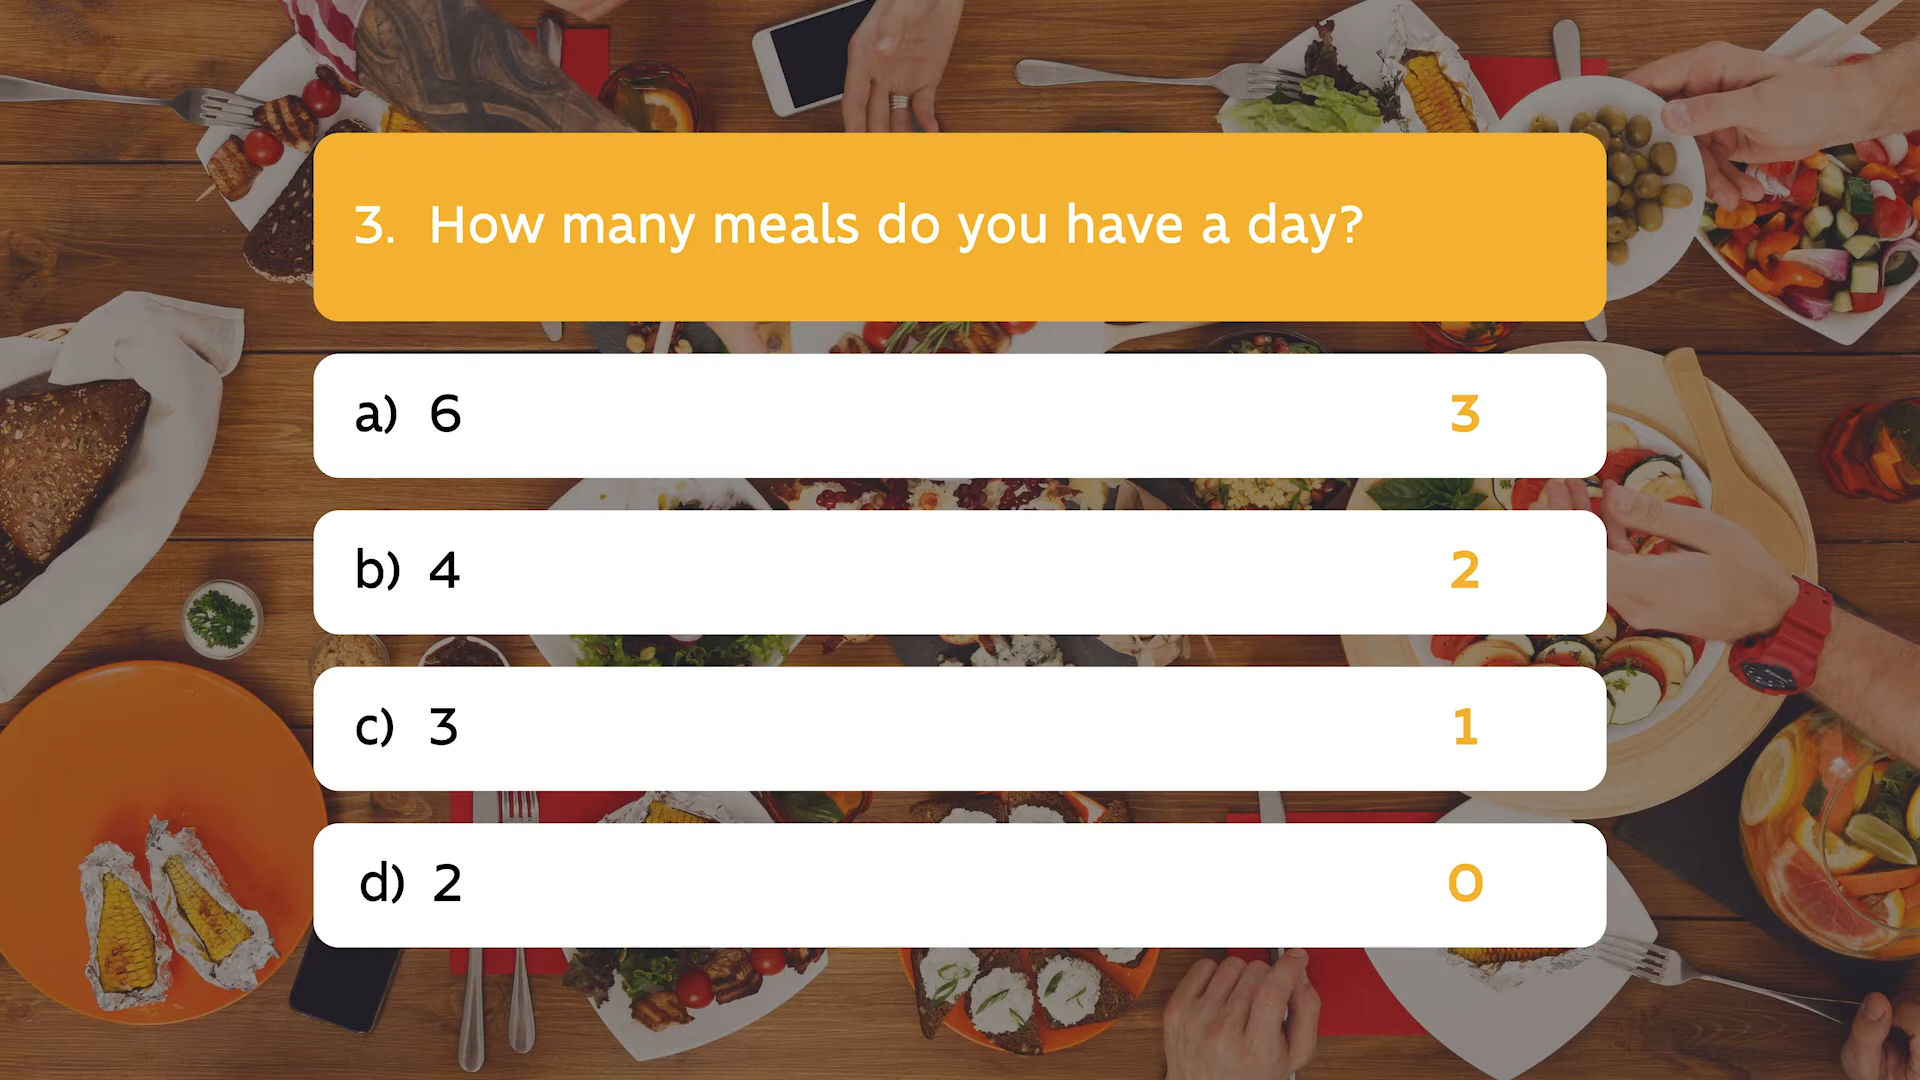 3. How many meals do you have a day?
a) 6 3
b) 4 2
c) 3 1
d) 2 0